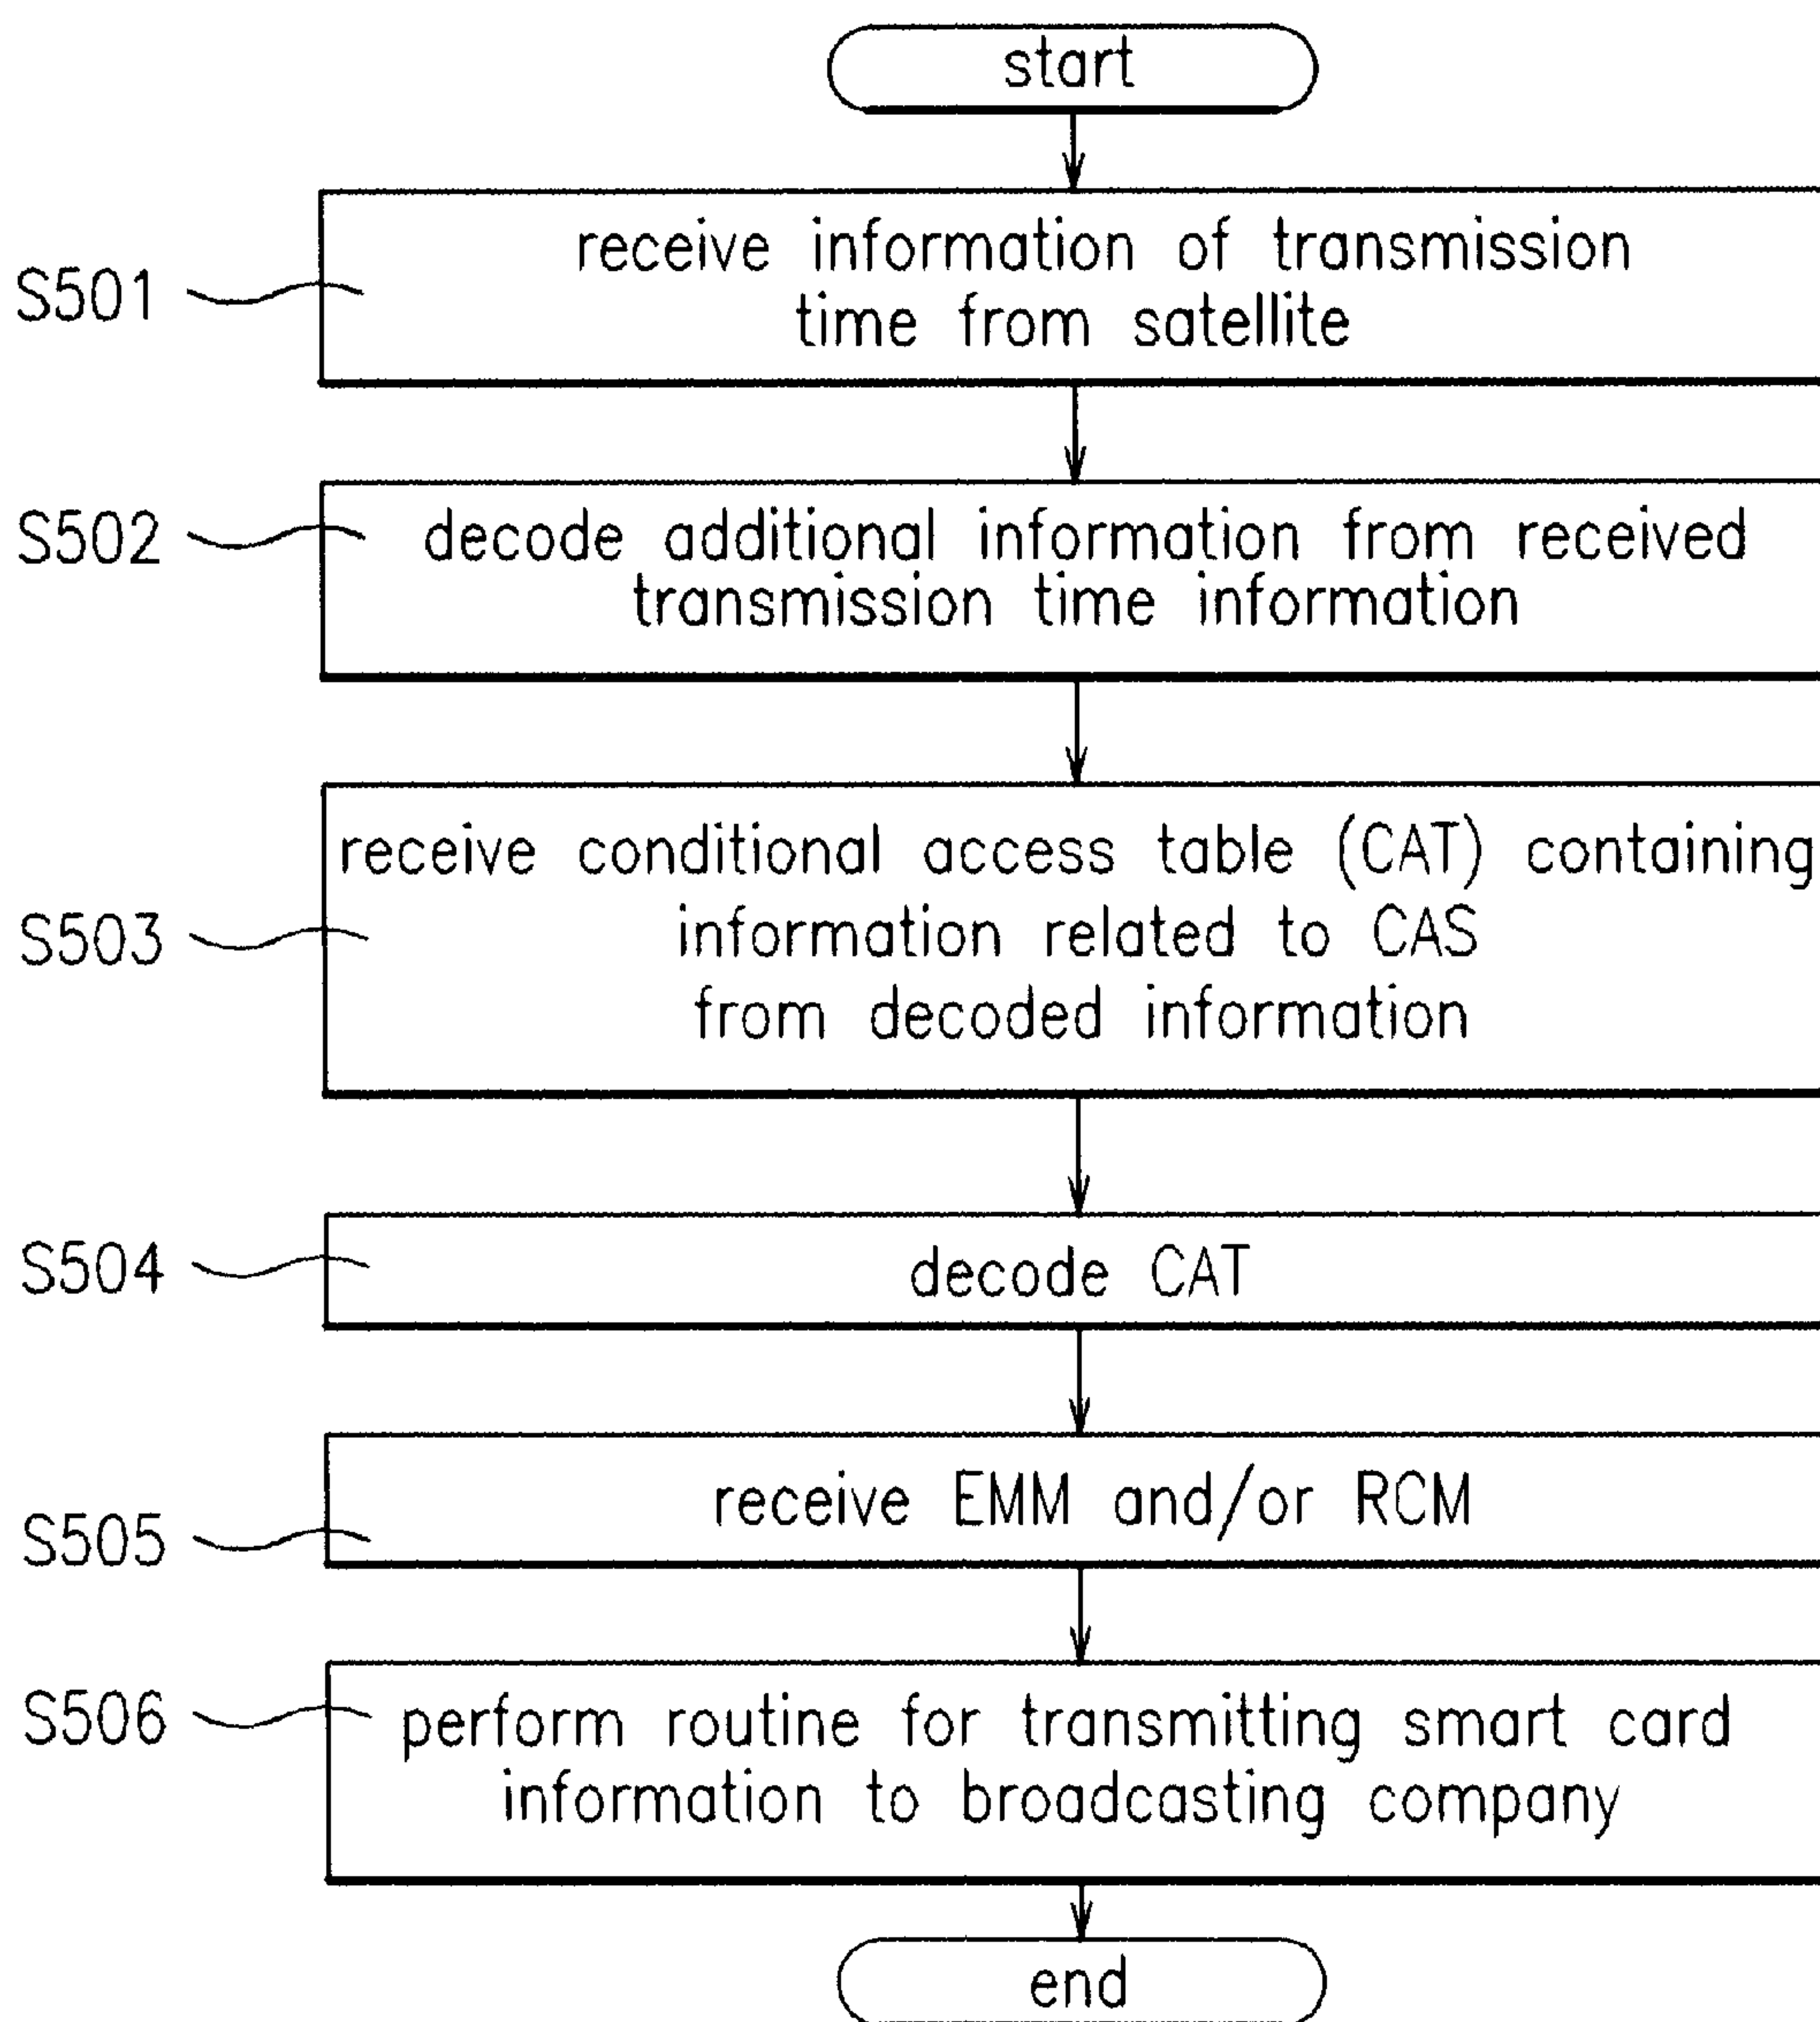 start
S501
receive information of transmission
time from satellite
S502
decode additional information from received
transmission time information
S503
receive conditional access table (CAT) containing
information related to CAS
from decoded information
S504
decode CAT
S505
receive EMM and/or RCM
S506
perform routine for transmitting smart card
information to broadcasting company
end